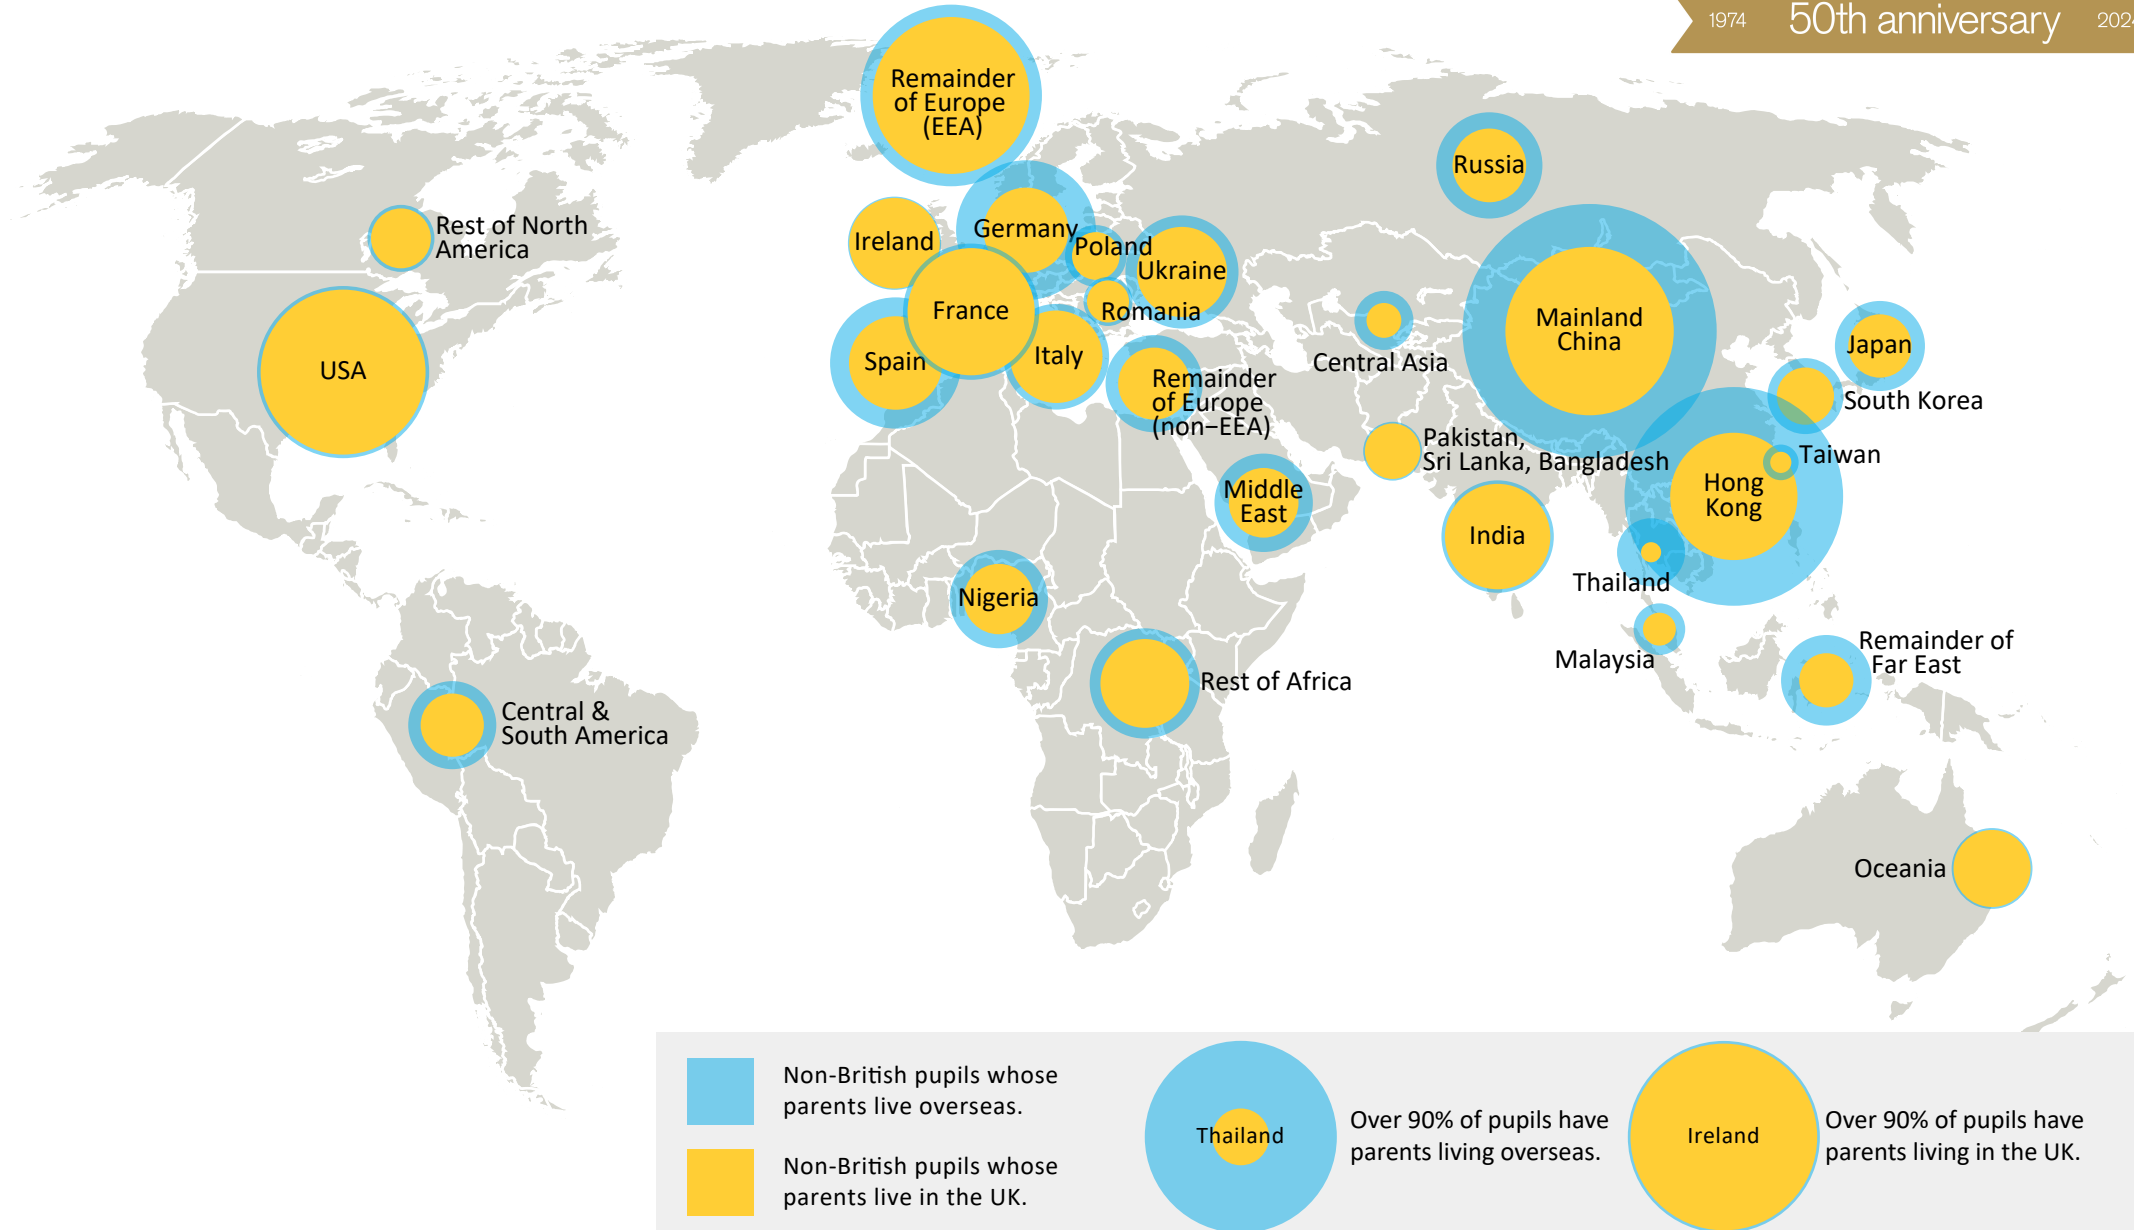 1974 50th anniversary 2024
Remainder
of Europe
(EEA)
Russia
Rest of North
America
Ireland
Germany
Poland
Ukraine
France
Romania
USA
Spain
Italy
Remainder
of Europe
(non–EEA)
Central Asia
Mainland
China
Japan
South Korea
Pakistan,
Sri Lanka, Bangladesh
Taiwan
Middle
East
Hong
Kong
India
Thailand
Nigeria
Malaysia
Remainder of
Far East
Rest of Africa
Central &
South America
Oceania
Non-British pupils whose
parents live overseas.
Non-British pupils whose
parents live in the UK.
Thailand
Over 90% of pupils have
parents living overseas.
Ireland
Over 90% of pupils have
parents living in the UK.